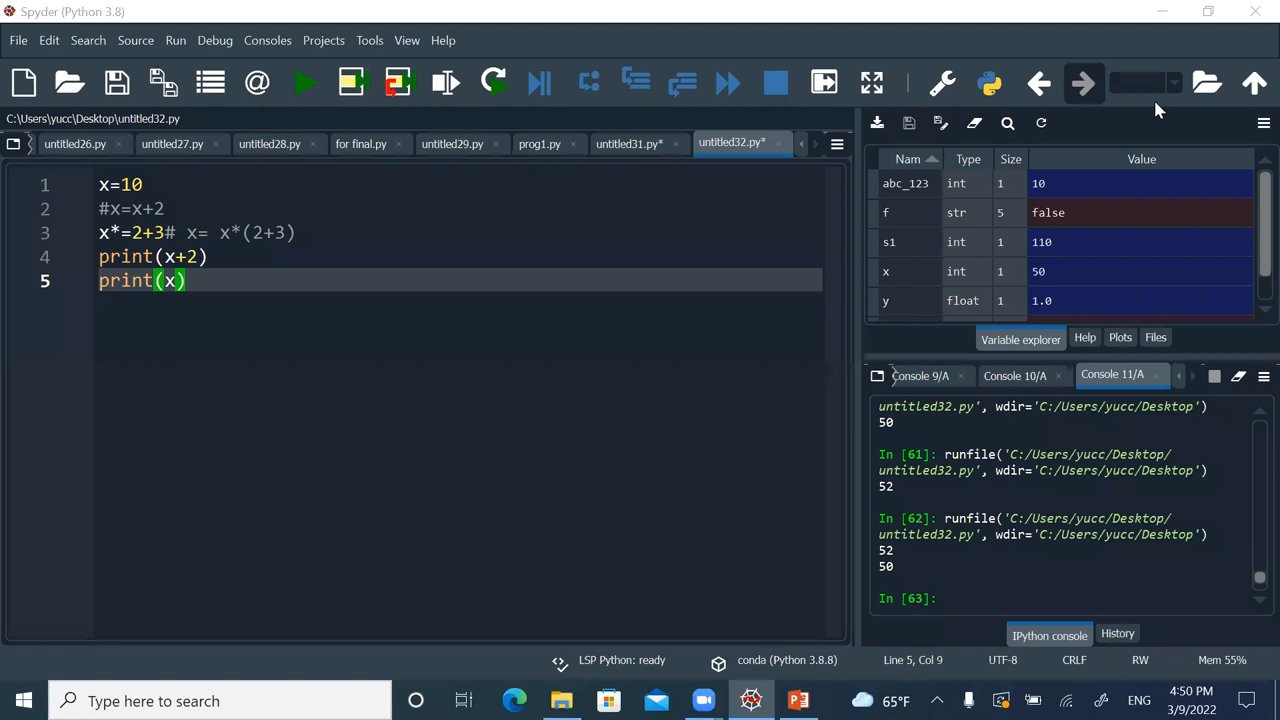 Spyder (Python 3.8)
File Edit Search Source Run Debug Consoles Projects Tools View Help
C:\Users\yucc\Desktop\untitled32.py
untitled26.py untitled27.py untitled28.py for final.py untitled29.py prog1.py untitled31.py* untitled32.py*
1 x=10
2 #x=x+2
3 x*=2+3# x= x*(2+3)
4 print(x+2)
5 print(x)
Nam Type Size Value
abc_123 int 1 10
f str 5 false
s1 int 1 110
x int 1 50
y float 1 1.0
Variable explorer Help Plots Files
Console 9/A Console 10/A Console 11/A
untitled32.py', wdir='C:/Users/yucc/Desktop')
50
In [61]: runfile('C:/Users/yucc/Desktop/
untitled32.py', wdir='C:/Users/yucc/Desktop')
52
In [62]: runfile('C:/Users/yucc/Desktop/
untitled32.py', wdir='C:/Users/yucc/Desktop')
52
50
In [63]:
IPython console History
LSP Python: ready conda (Python 3.8.8) Line 5, Col 9 UTF-8 CRLF RW Mem 55%
Type here to search
65°F ENG 4:50 PM
3/9/2022